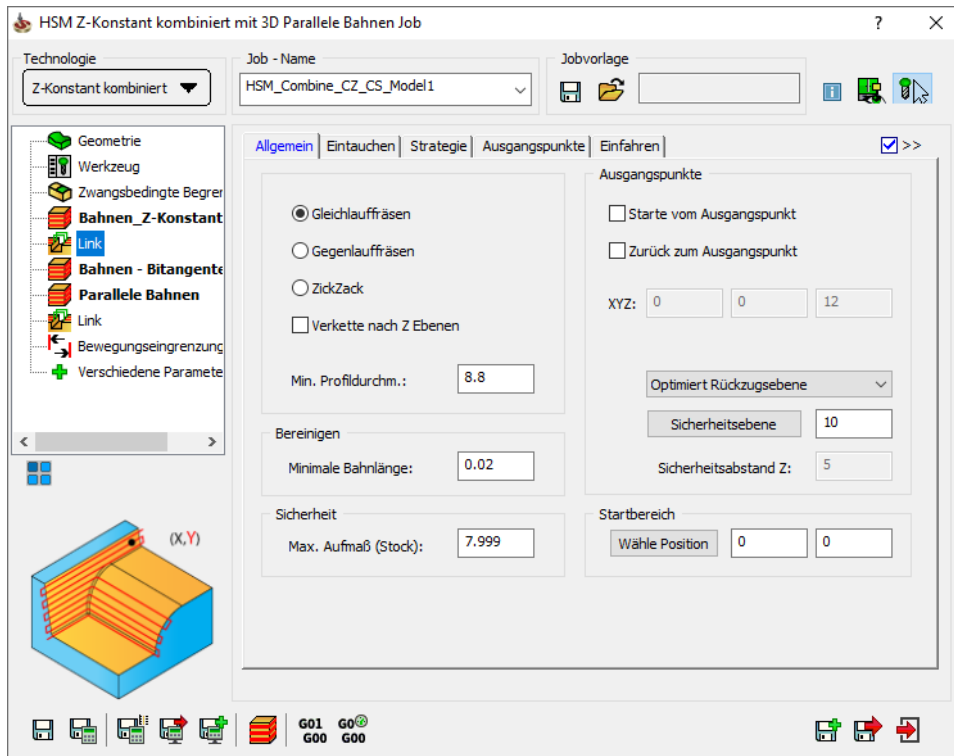 HSM Z-Konstant kombiniert mit 3D Parallele Bahnen Job
?
Technologie
Z-Konstant kombiniert
Job - Name
HSM_Combine_CZ_CS_Model1
Jobvorlage
Geometrie
Werkzeug
Zwangsbedingte Begrer
Bahnen_Z-Konstant
Link
Bahnen - Bitangente
Parallele Bahnen
Link
Bewegungseingrenzung
Verschiedene Paramete
(X,Y)
Allgemein
Eintauchen
Strategie
Ausgangspunkte
Einfahren
>>
Gleichlauffräsen
Gegenlauffräsen
ZickZack
Verkette nach Z Ebenen
Min. Profildurchm.: 8.8
Bereinigen
Minimale Bahnlänge: 0.02
Sicherheit
Max. Aufmaß (Stock): 7.999
Ausgangspunkte
Starte vom Ausgangspunkt
Zurück zum Ausgangspunkt
XYZ: 0 0 12
Optimiert Rückzugsebene
Sicherheitsebene 10
Sicherheitsabstand Z: 5
Startbereich
Wähle Position 0 0
G01 G0
G00 G00